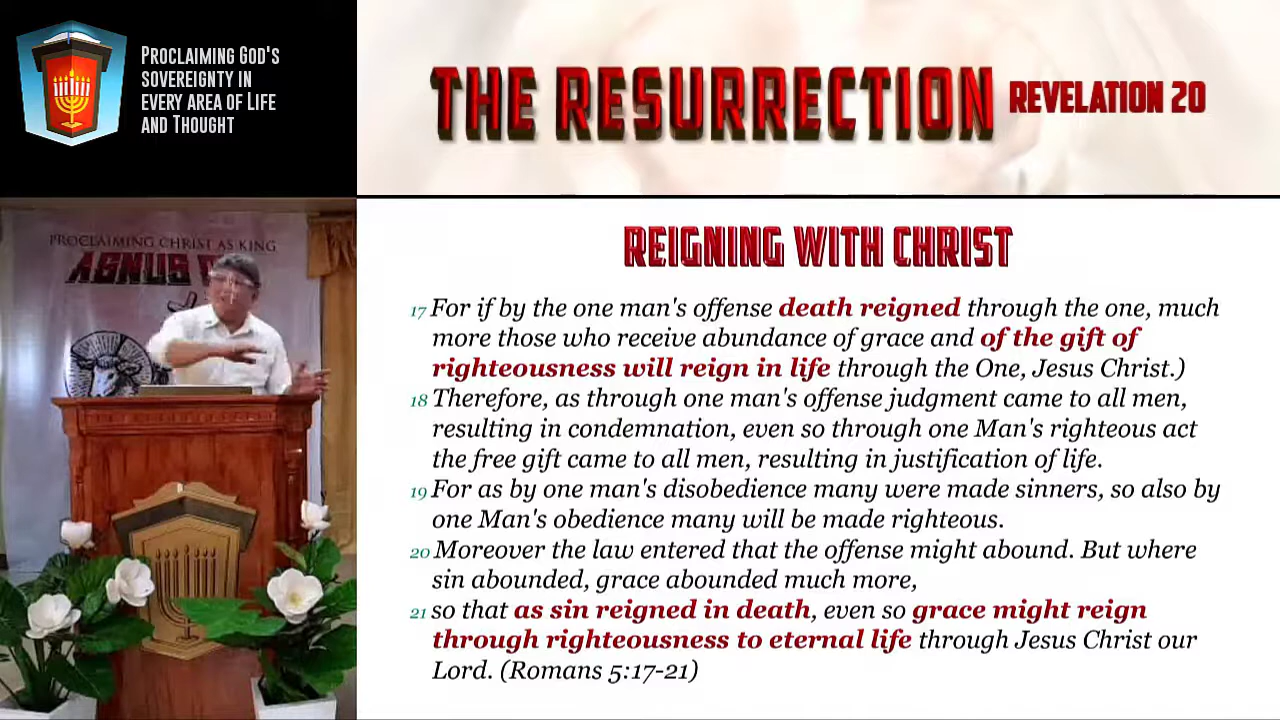 PROCLAIMING GOD'S
SOVEREIGNTY IN
EVERY AREA OF LIFE
AND THOUGHT
THE RESURRECTION REVELATION 20
PROCLAIMING CHRIST AS KING
AGNUS
REIGNING WITH CHRIST
17 For if by the one man's offense death reigned through the one, much
more those who receive abundance of grace and of the gift of
righteousness will reign in life through the One, Jesus Christ.)
18 Therefore, as through one man's offense judgment came to all men,
resulting in condemnation, even so through one Man's righteous act
the free gift came to all men, resulting in justification of life.
19 For as by one man's disobedience many were made sinners, so also by
one Man's obedience many will be made righteous.
20 Moreover the law entered that the offense might abound. But where
sin abounded, grace abounded much more,
21 so that as sin reigned in death, even so grace might reign
through righteousness to eternal life through Jesus Christ our
Lord. (Romans 5:17-21)